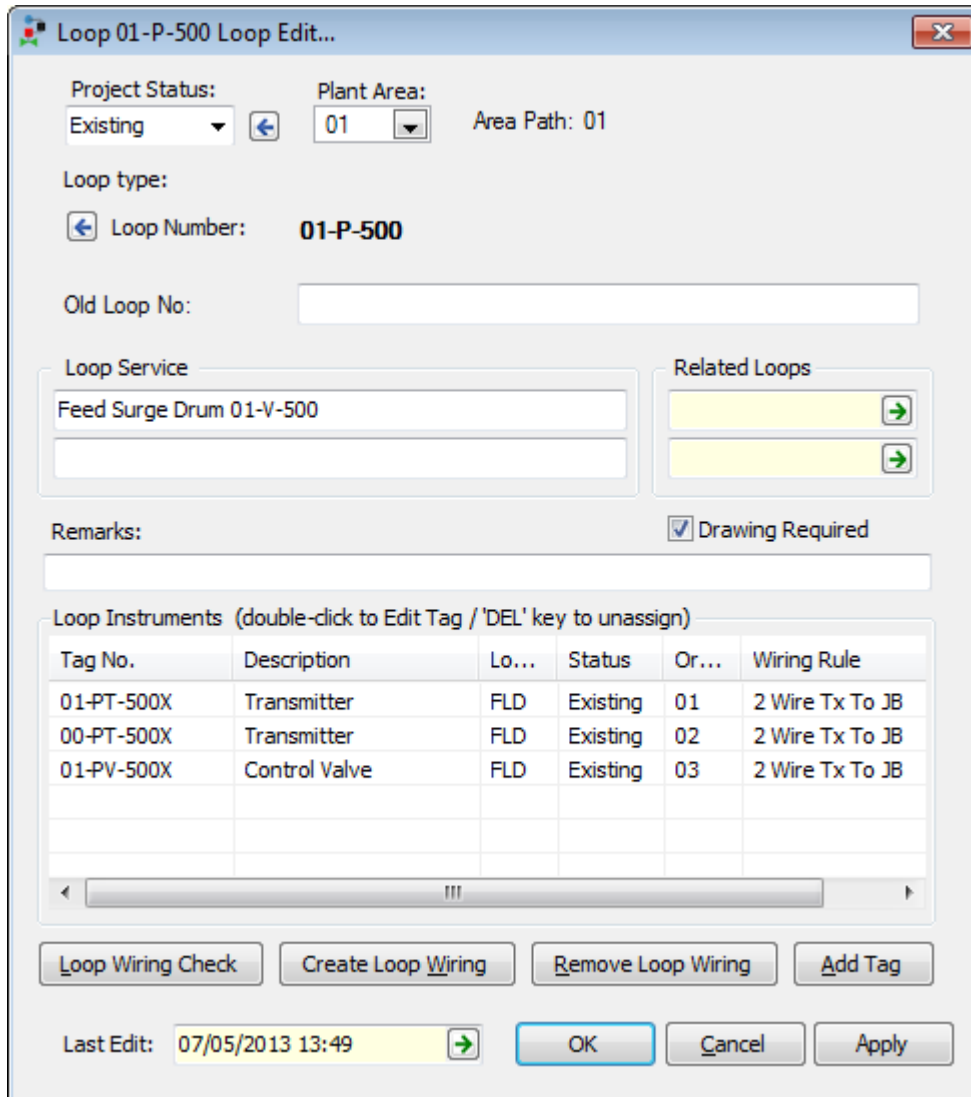 Loop 01-P-500 Loop Edit...
Project Status: Plant Area:
Existing 01 Area Path: 01
Loop type:
Loop Number: 01-P-500
Old Loop No:
Loop Service Related Loops
Feed Surge Drum 01-V-500
Remarks: Drawing Required
Loop Instruments (double-click to Edit Tag / 'DEL' key to unassign)
Tag No. Description Lo... Status Or... Wiring Rule
01-PT-500X Transmitter FLD Existing 01 2 Wire Tx To JB
00-PT-500X Transmitter FLD Existing 02 2 Wire Tx To JB
01-PV-500X Control Valve FLD Existing 03 2 Wire Tx To JB
Loop Wiring Check Create Loop Wiring Remove Loop Wiring Add Tag
Last Edit: 07/05/2013 13:49 OK Cancel Apply